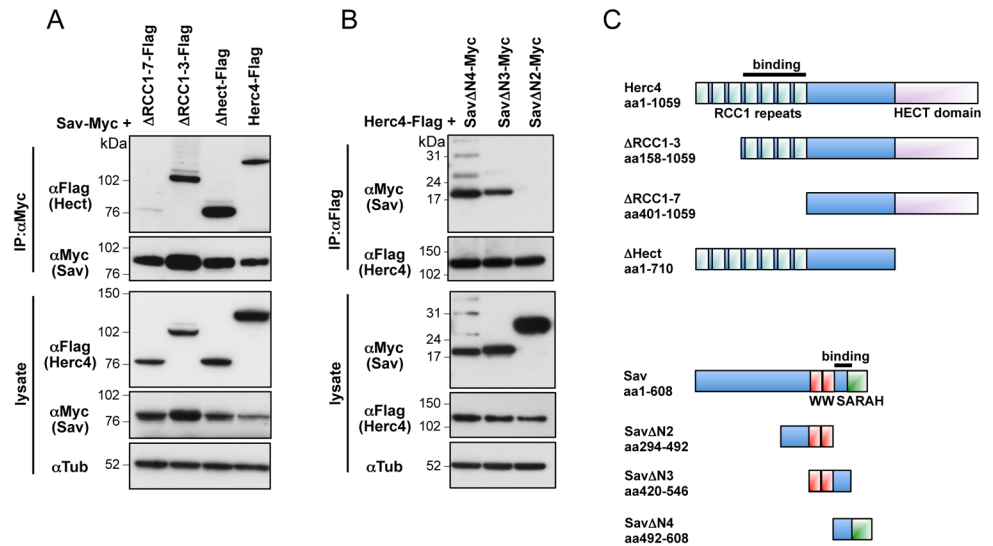 A
B
C
ΔRCC1-7-Flag
ΔRCC1-3-Flag
Δhect-Flag
Herc4-Flag
Sav-Myc +
kDa
IP:αMyc
αFlag
(Hect)
102
76
αMyc
(Sav)
102
76
lysate
150
αFlag
(Herc4)
102
76
αMyc
(Sav)
102
76
αTub
52
SavΔN4-Myc
SavΔN3-Myc
SavΔN2-Myc
Herc4-Flag +
kDa
IP:αFlag
αMyc
(Sav)
31
24
17
αFlag
(Herc4)
150
102
lysate
αMyc
(Sav)
31
24
17
αFlag
(Herc4)
150
102
αTub
52
binding
Herc4
aa1-1059
RCC1 repeats
HECT domain
ΔRCC1-3
aa158-1059
ΔRCC1-7
aa401-1059
ΔHect
aa1-710
binding
Sav
aa1-608
WW SARAH
SavΔN2
aa294-492
SavΔN3
aa420-546
SavΔN4
aa492-608